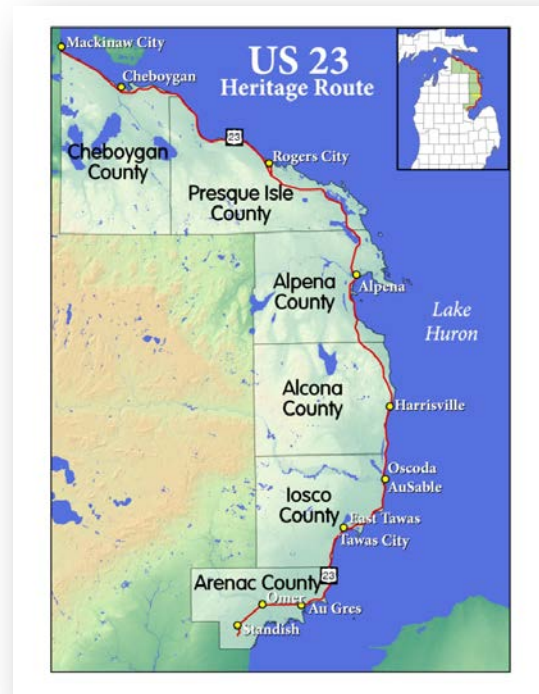 Mackinaw City
US 23
Heritage Route
Cheboygan
23
Cheboygan
County
Rogers City
Presque Isle
County
Alpena
County
Alpena
Lake
Huron
Alcona
County
Harrisville
Oscoda
AuSable
Iosco
County
East Tawas
Tawas City
Arenac County
23
Omer
Au Gres
Standish